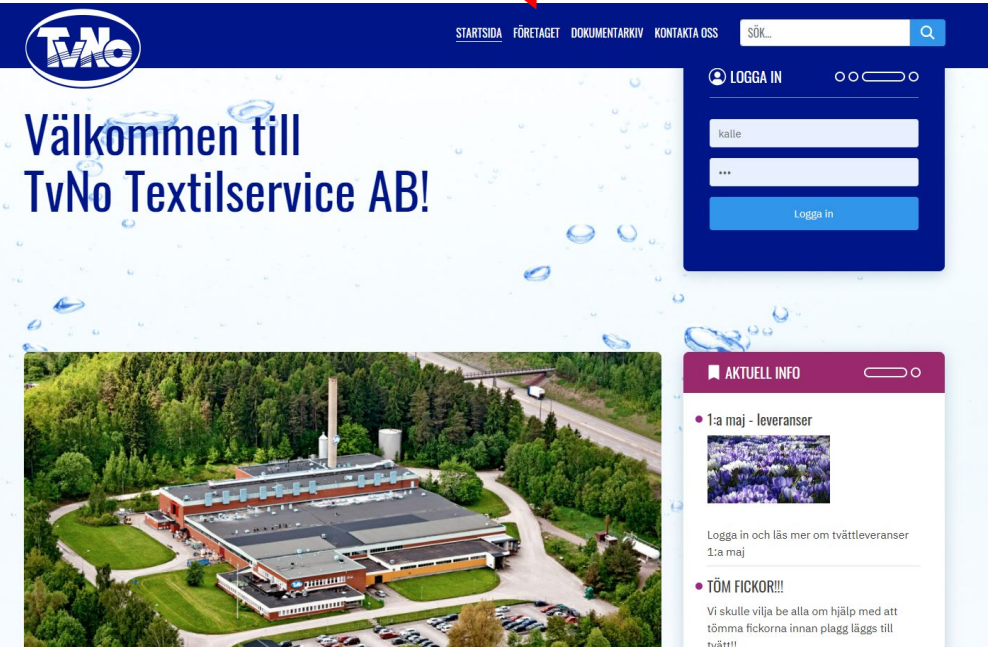 TvNo
STARTSIDA FÖRETAGET DOKUMENTARKIV KONTAKTA OSS SÖK...
LOGGA IN
kalle
•••
Logga in
Välkommen till
TvNo Textilservice AB!
AKTUELL INFO
1:a maj - leveranser
Logga in och läs mer om tvättleveranser
1:a maj
TÖM FICKOR!!!
Vi skulle vilja be alla om hjälp med att
tömma fickorna innan plagg läggs till
tvätt!!